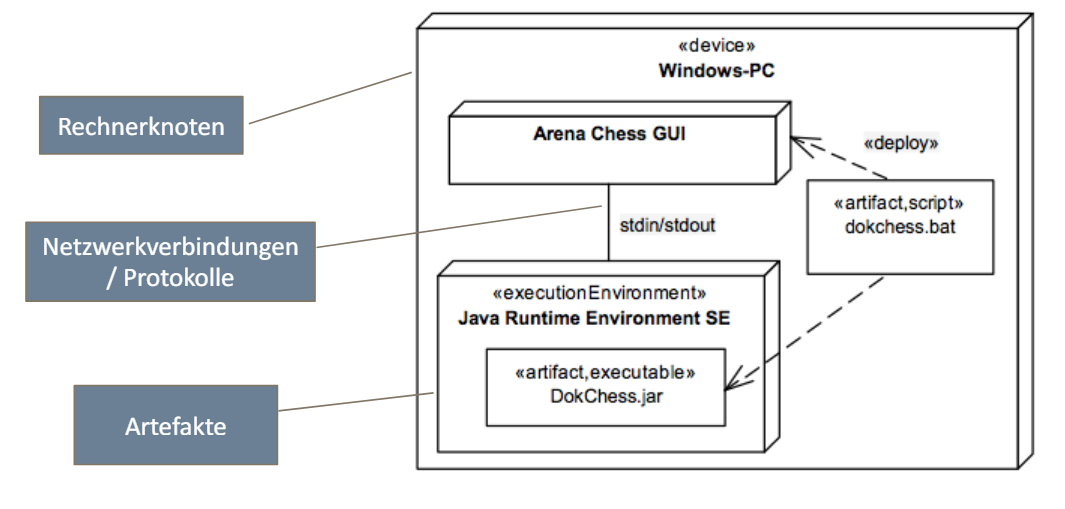 «device»
Windows-PC
Rechnerknoten
Arena Chess GUI
«deploy»
«artifact,script»
dokchess.bat
stdin/stdout
Netzwerkverbindungen
/ Protokolle
«executionEnvironment»
Java Runtime Environment SE
«artifact,executable»
DokChess.jar
Artefakte